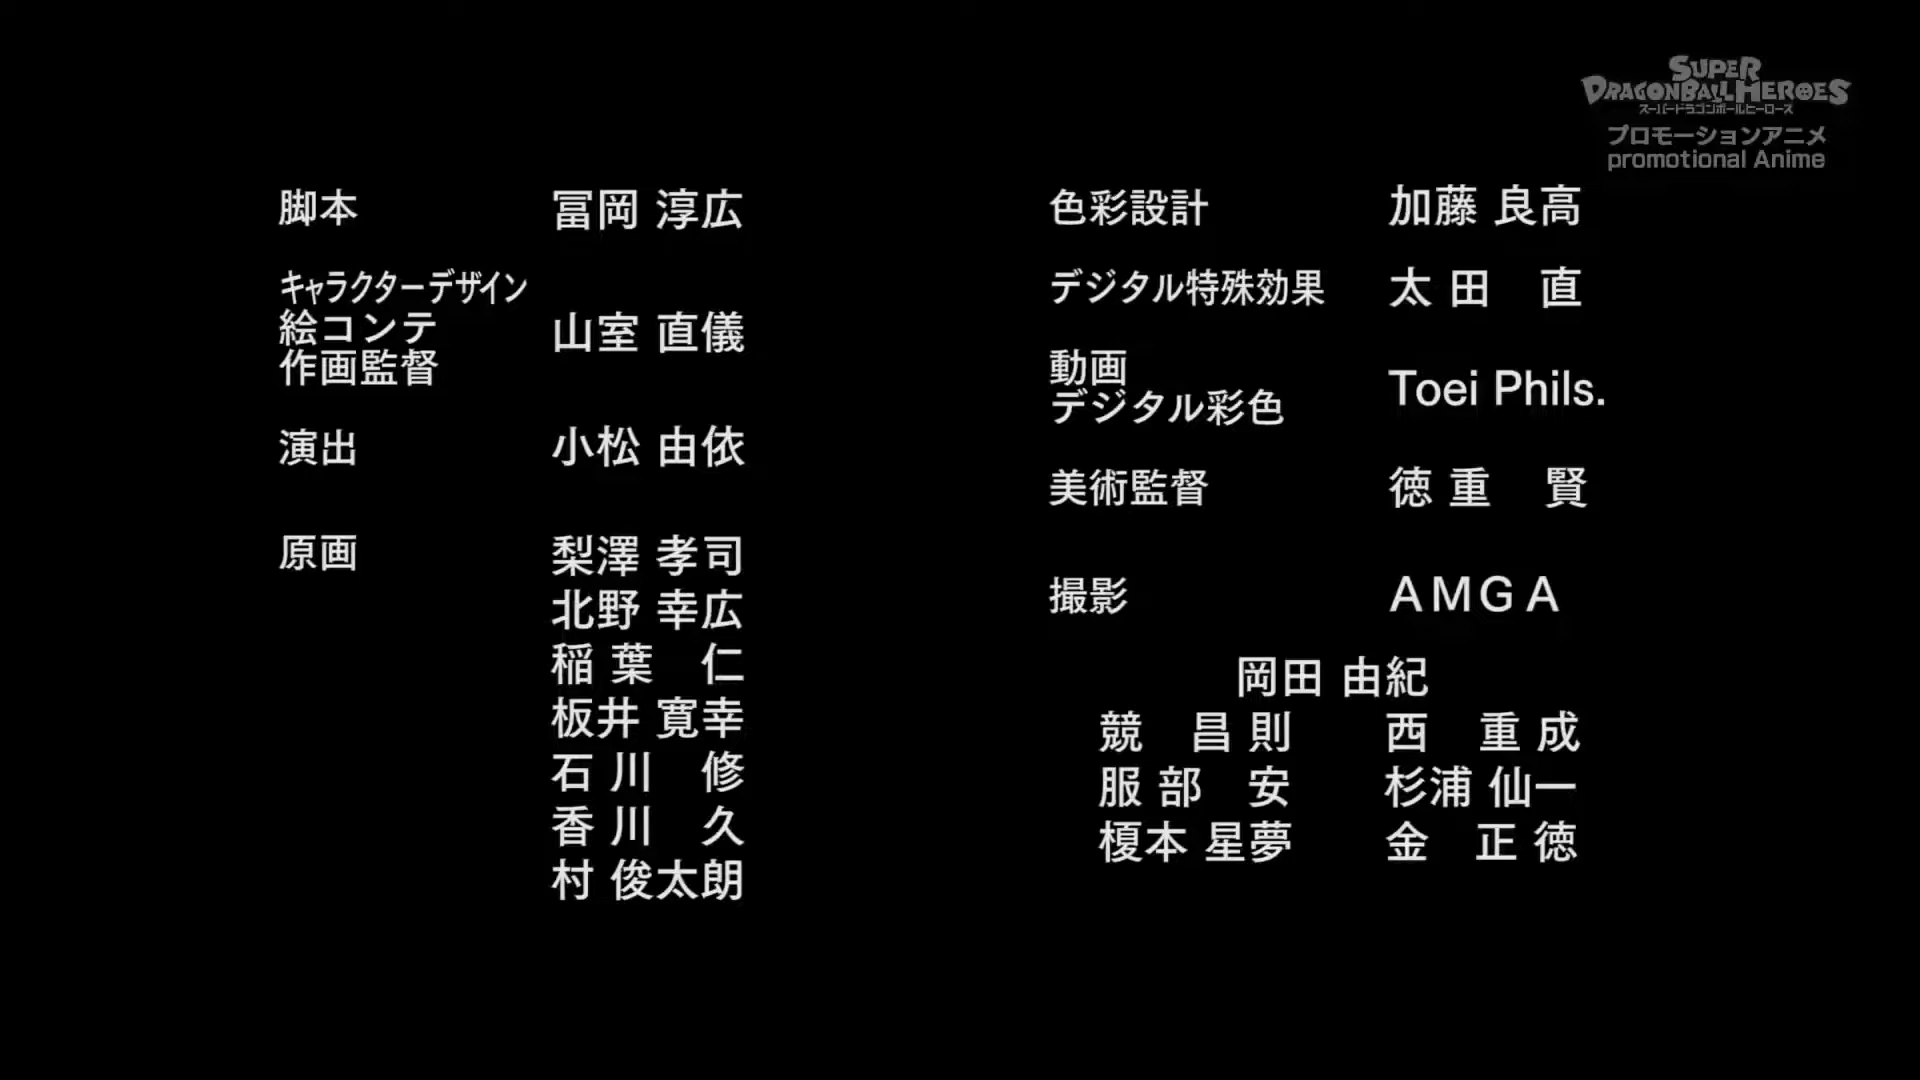 SUPER
DRAGONBALL HEROES
スーパードラゴンボールヒーローズ
プロモーションアニメ
promotional Anime
脚本 冨岡 淳広
キャラクターデザイン
絵コンテ 山室 直儀
作画監督
演出 小松 由依
原画 梨澤 孝司
北野 幸広
稲葉 仁
板井 寛幸
石川 修
香川 久
村 俊太朗
色彩設計 加藤 良高
デジタル特殊効果 太田 直
動画
デジタル彩色 Toei Phils.
美術監督 徳重 賢
撮影 AMGA
岡田 由紀
競 昌則 西 重成
服部 安 杉浦 仙一
榎本 星夢 金 正徳